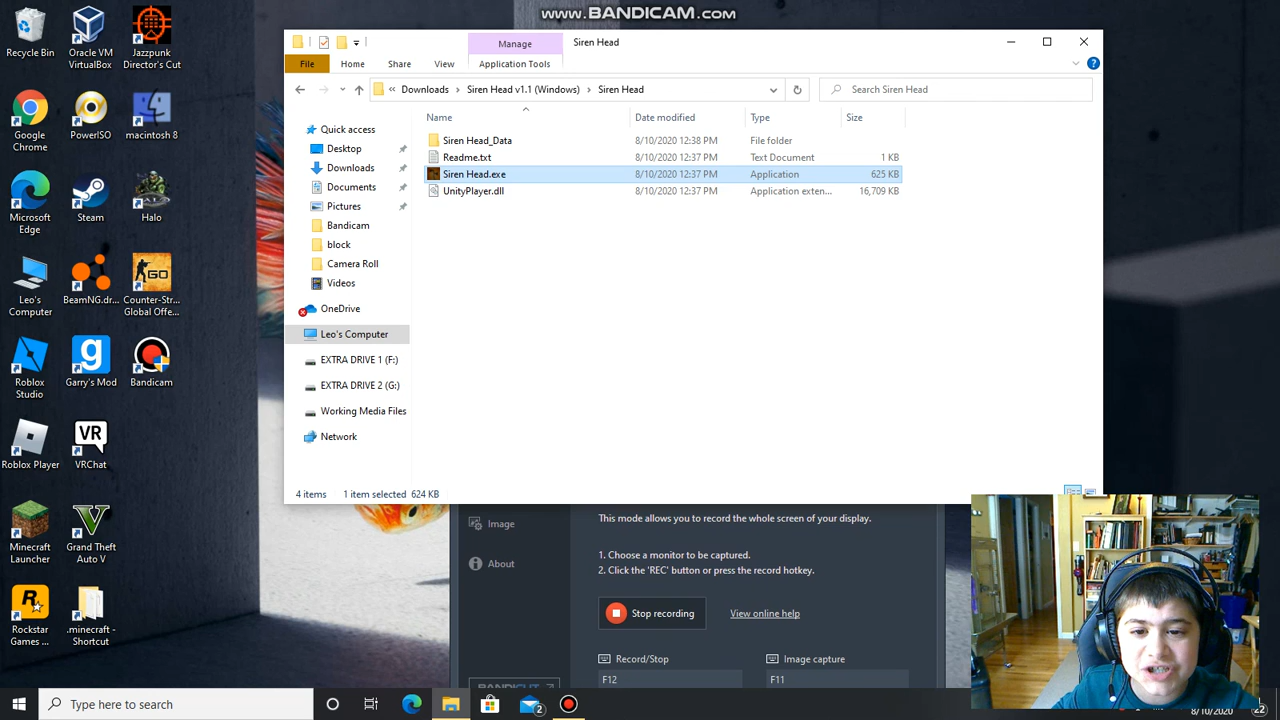 www.BANDICAM.com
Recycle Bin
Oracle VM VirtualBox
Jazzpunk Director's Cut
Google Chrome
PowerISO
macintosh 8
Microsoft Edge
Steam
Halo
Leo's Computer
BeamNG.dr...
Counter-Str... Global Offe...
Roblox Studio
Garry's Mod
Bandicam
Roblox Player
VR
VRChat
Minecraft Launcher
Grand Theft Auto V
Rockstar Games ...
.minecraft - Shortcut
Manage
Siren Head
File
Home
Share
View
Application Tools
« Downloads > Siren Head v1.1 (Windows) > Siren Head
Search Siren Head
Name
Date modified
Type
Size
Siren Head_Data 8/10/2020 12:38 PM File folder
Readme.txt 8/10/2020 12:37 PM Text Document 1 KB
Siren Head.exe 8/10/2020 12:37 PM Application 625 KB
UnityPlayer.dll 8/10/2020 12:37 PM Application exten... 16,709 KB
Quick access
Desktop
Downloads
Documents
Pictures
Bandicam
block
Camera Roll
Videos
OneDrive
Leo's Computer
EXTRA DRIVE 1 (F:)
EXTRA DRIVE 2 (G:)
Working Media Files
Network
4 items
1 item selected 624 KB
Image
About
This mode allows you to record the whole screen of your display.
1. Choose a monitor to be captured.
2. Click the 'REC' button or press the record hotkey.
Stop recording
View online help
Record/Stop
Image capture
F12
F11
Type here to search
2
8/10/2020
22